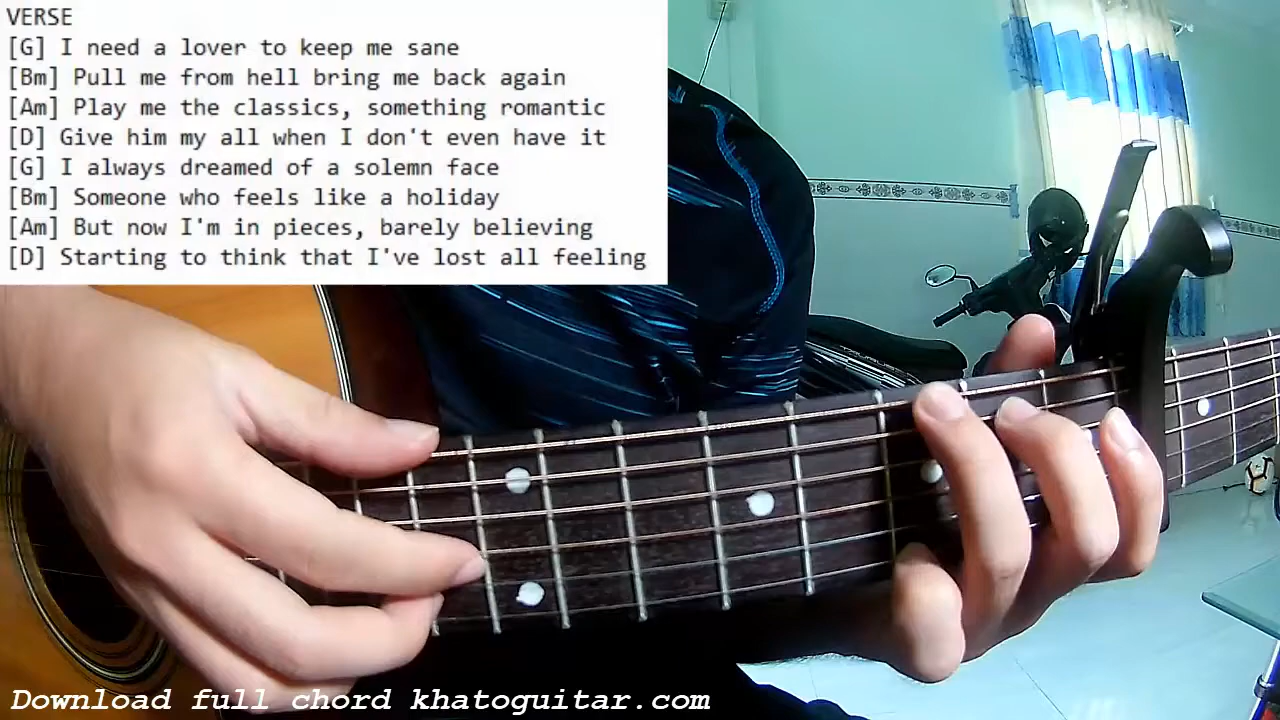 VERSE
[G] I need a lover to keep me sane
[Bm] Pull me from hell bring me back again
[Am] Play me the classics, something romantic
[D] Give him my all when I don't even have it
[G] I always dreamed of a solemn face
[Bm] Someone who feels like a holiday
[Am] But now I'm in pieces, barely believing
[D] Starting to think that I've lost all feeling
Download full chord khatoguitar.com